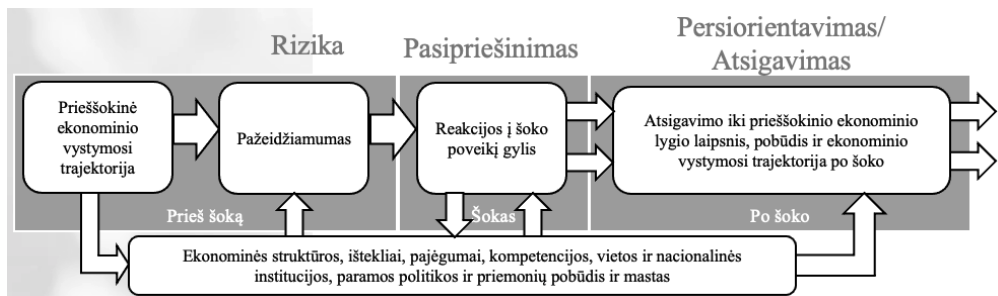 Rizika
Pasipriešinimas
Persiorientavimas/
Atsigavimas
Prieššokinė
ekonominio
vystymosi
trajektorija
Pažeidžiamumas
Reakcijos į šoko
poveikį gylis
Atsigavimo iki prieššokinio ekonominio
lygio laipsnis, pobūdis ir ekonominio
vystymosi trajektorija po šoko
Prieš šoką
Šokas
Po šoko
Ekonominės struktūros, ištekliai, pajėgumai, kompetencijos, vietos ir nacionalinės
institucijos, paramos politikos ir priemonių pobūdis ir mastas